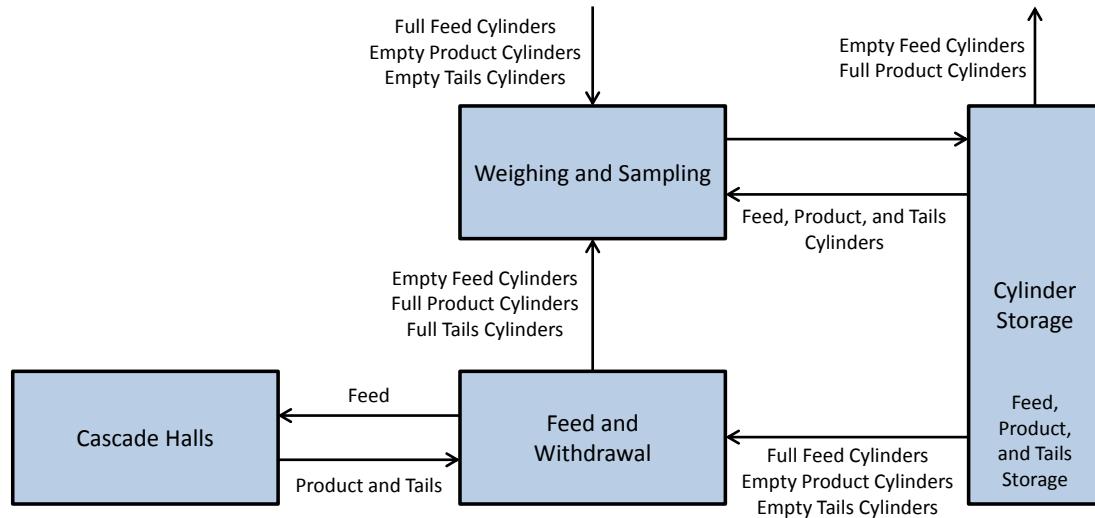 Full Feed Cylinders
Empty Product Cylinders
Empty Tails Cylinders
Empty Feed Cylinders
Full Product Cylinders
Weighing and Sampling
Feed, Product, and Tails
Cylinders
Empty Feed Cylinders
Full Product Cylinders
Full Tails Cylinders
Cylinder
Storage
Feed,
Product,
and Tails
Storage
Cascade Halls
Feed
Product and Tails
Feed and
Withdrawal
Full Feed Cylinders
Empty Product Cylinders
Empty Tails Cylinders